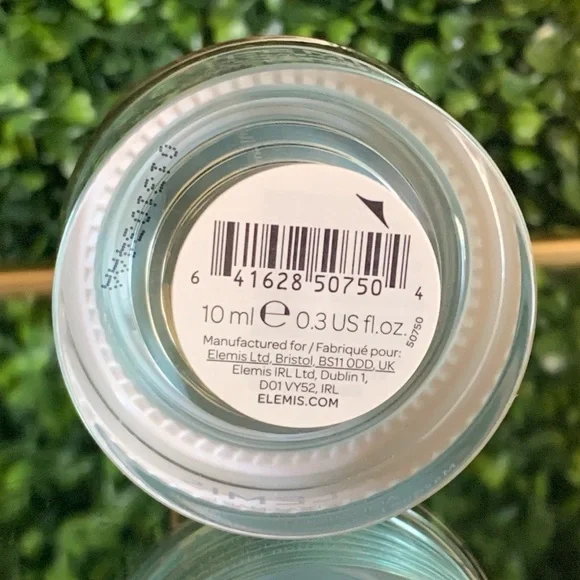 6 41628 50750 4
10 ml e 0.3 US fl.oz.
50750
Manufactured for / Fabriqué pour:
Elemis Ltd, Bristol, BS11 0DD, UK
Elemis IRL Ltd, Dublin 1,
D01 VY52, IRL
ELEMIS.COM